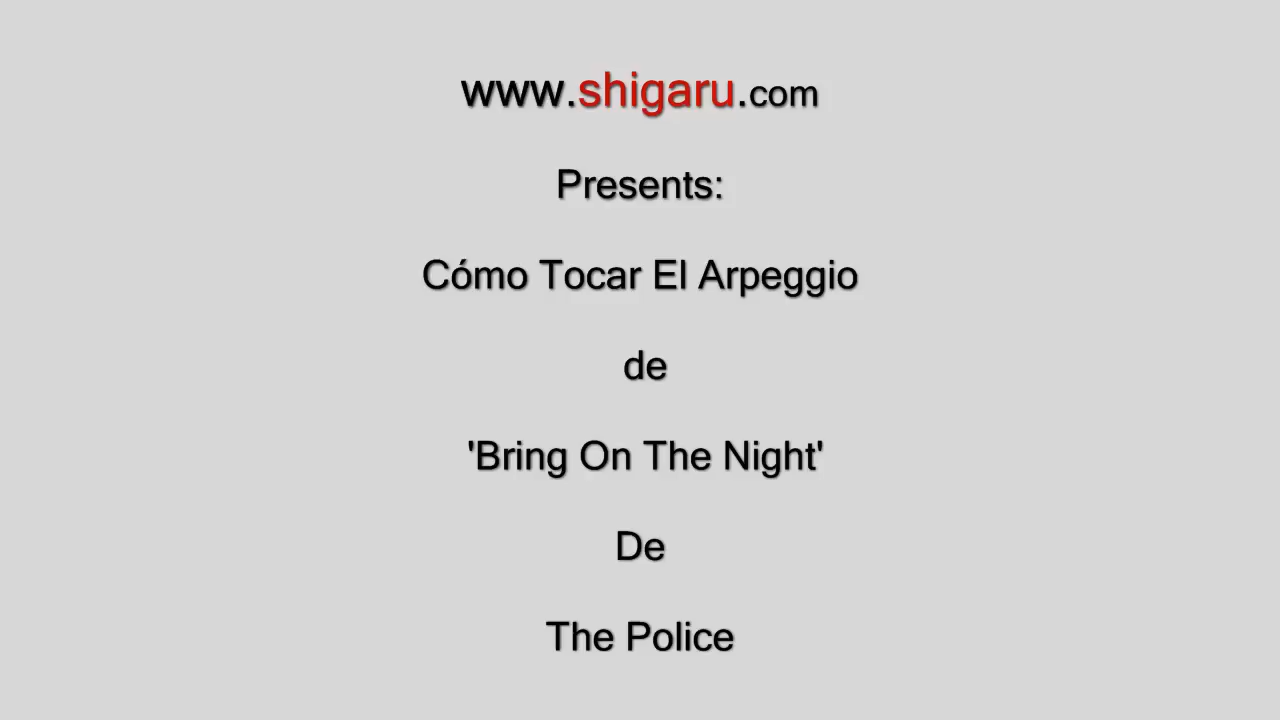 www.shigaru.com
Presents:
Cómo Tocar El Arpeggio
de
'Bring On The Night'
De
The Police